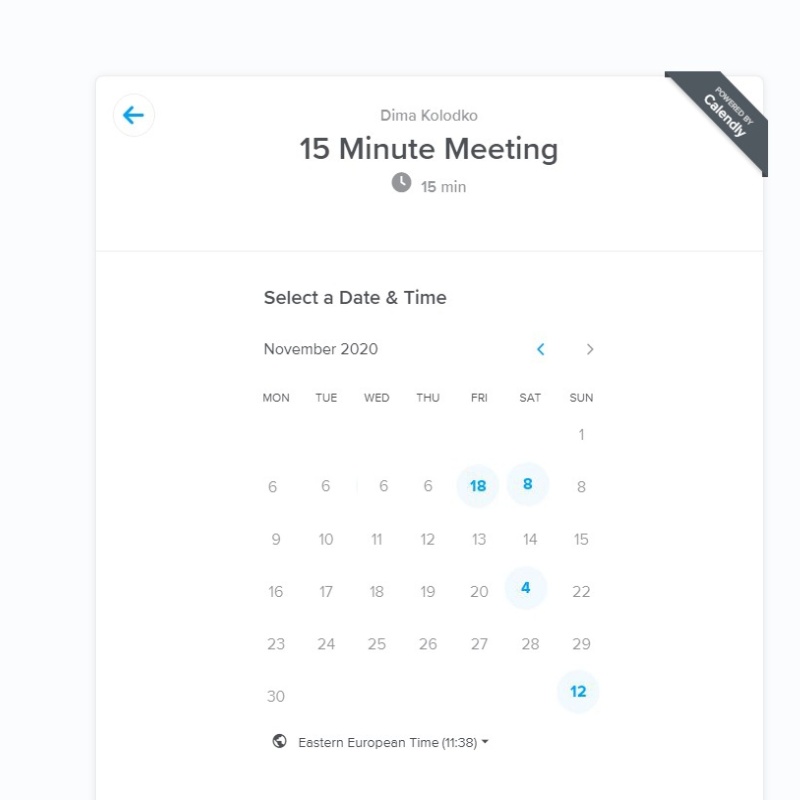 Dima Kolodko
15 Minute Meeting
15 min
POWERED BY
Calendly
Select a Date & Time
November 2020
MON TUE WED THU FRI SAT SUN
1
6 6 6 6 18 8 8
9 10 11 12 13 14 15
16 17 18 19 20 4 22
23 24 25 26 27 28 29
30 12
Eastern European Time (11:38)